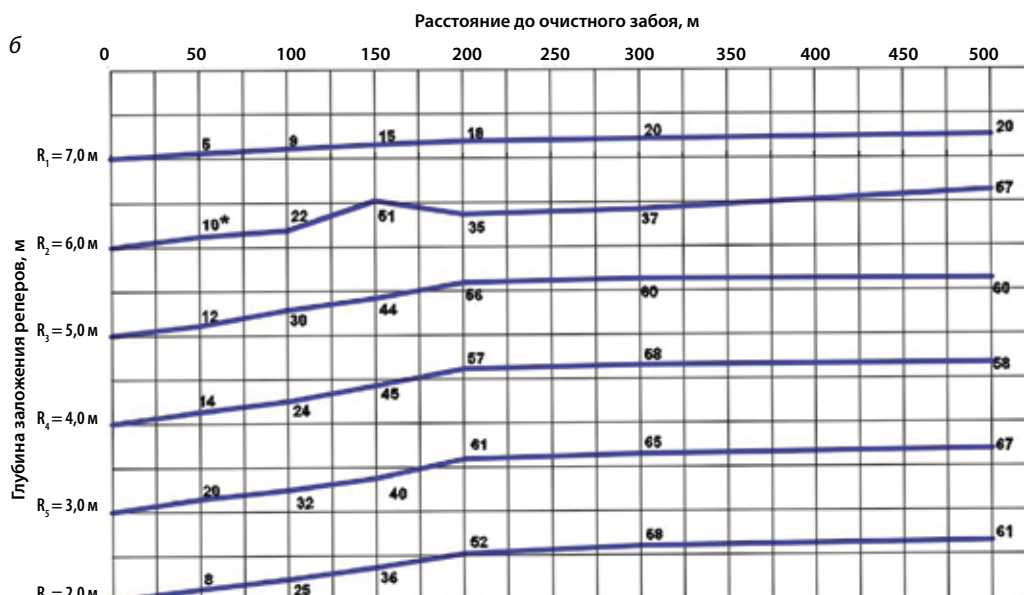 Расстояние до очистного забоя, м
б
0 50 100 150 200 250 300 350 400 450 500
Глубина заложения реперов, м
R₁ = 7,0 м
5 9 15 18 20 20
R₂ = 6,0 м
10* 22 51 35 37 67
R₃ = 5,0 м
12 30 44 56 60 60
R₄ = 4,0 м
14 24 45 57 58 58
R₅ = 3,0 м
20 32 40 61 65 67
= 2,0 м
8 25 36 52 58 61